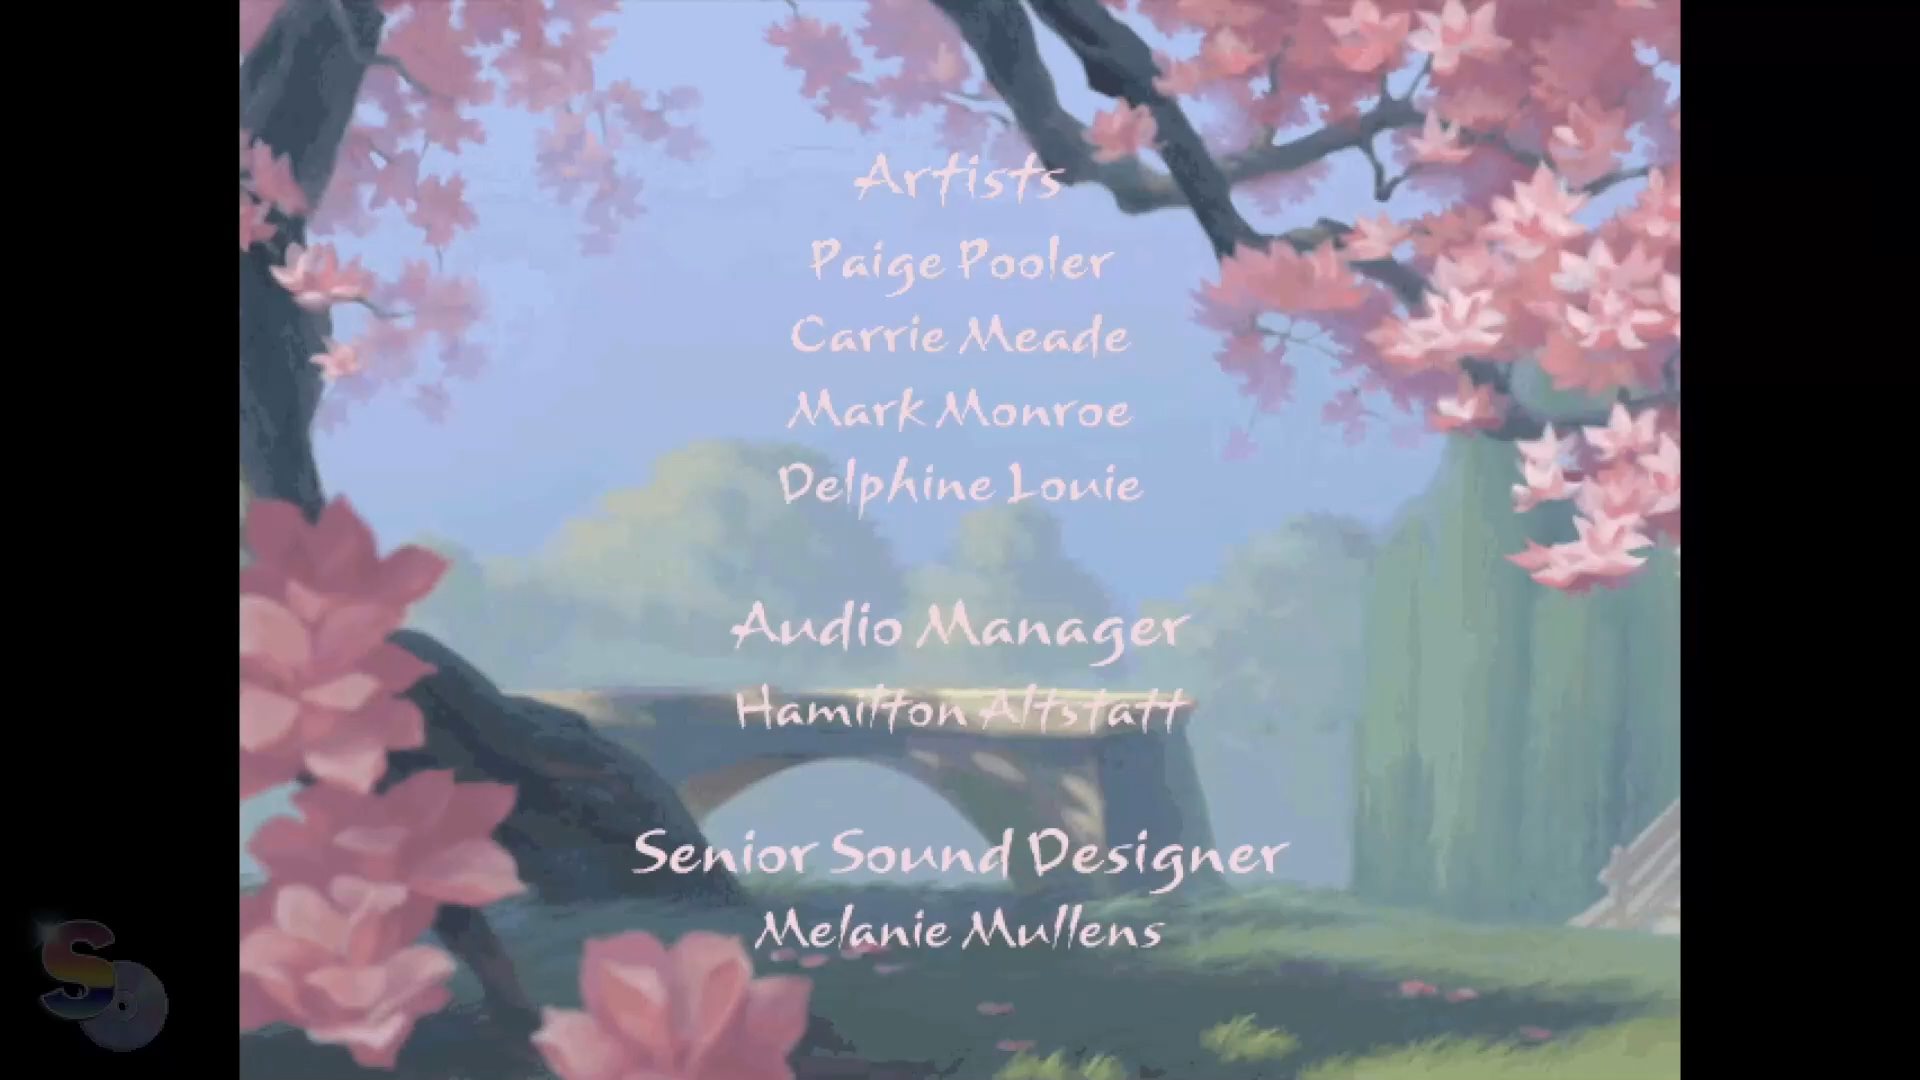 Artists
Paige Pooler
Carrie Meade
Mark Monroe
Delphine Louie
Audio Manager
Hamilton Altstatt
Senior Sound Designer
Melanie Mullens
S